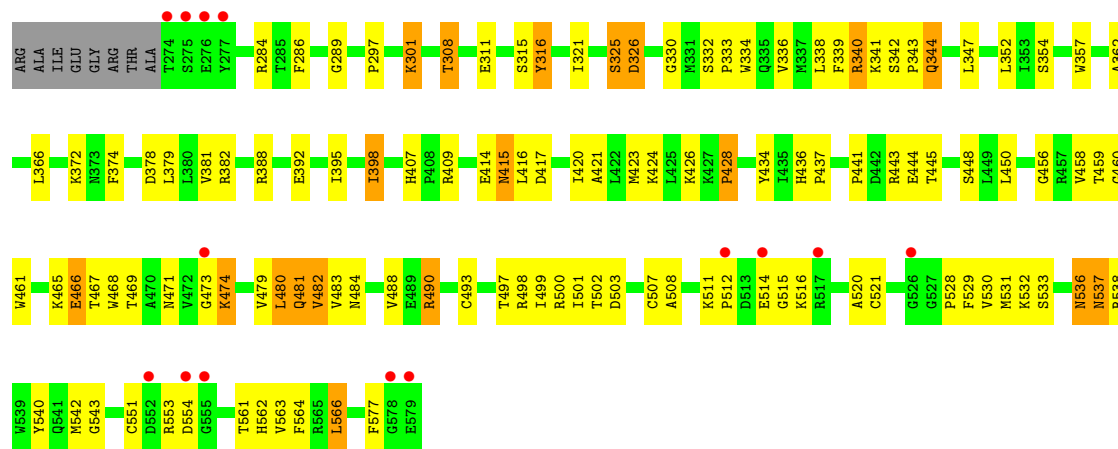 ARG ALA ILE GLU GLY ARG THR ALA T274 S275 E276 Y277 R284 T285 F286 G289 P297 K301 T308 E311 S315 Y316 I321 S325 D326 G330 M331 S332 P333 W334 Q335 V336 M337 L338 F339 R340 K341 S342 P343 Q344 L347 L352 I353 S354 W357 A362
L366 K372 N373 F374 D378 L379 L380 V381 R382 R388 E392 I395 I398 H407 P408 R409 E414 N415 L416 D417 I420 A421 L422 M423 K424 L425 K426 K427 P428 Y434 I435 H436 P437 P441 D442 R443 E444 T445 S448 L449 L450 G456 R457 V458 T459 G460
W461 K465 E466 T467 W468 T469 A470 N471 V472 G473 K474 V479 L480 Q481 V482 V483 N484 V488 E489 R490 C493 T497 R498 I499 R500 I501 T502 D503 C507 A508 K511 P512 D513 E514 G515 K516 R517 A520 C521 G526 G527 P528 F529 V530 M531 K532 S533 N536 N537 R538
W539 Y540 Q541 M542 G543 C551 D552 R553 D554 G555 T561 H562 V563 F564 R565 L566 F577 G578 E579